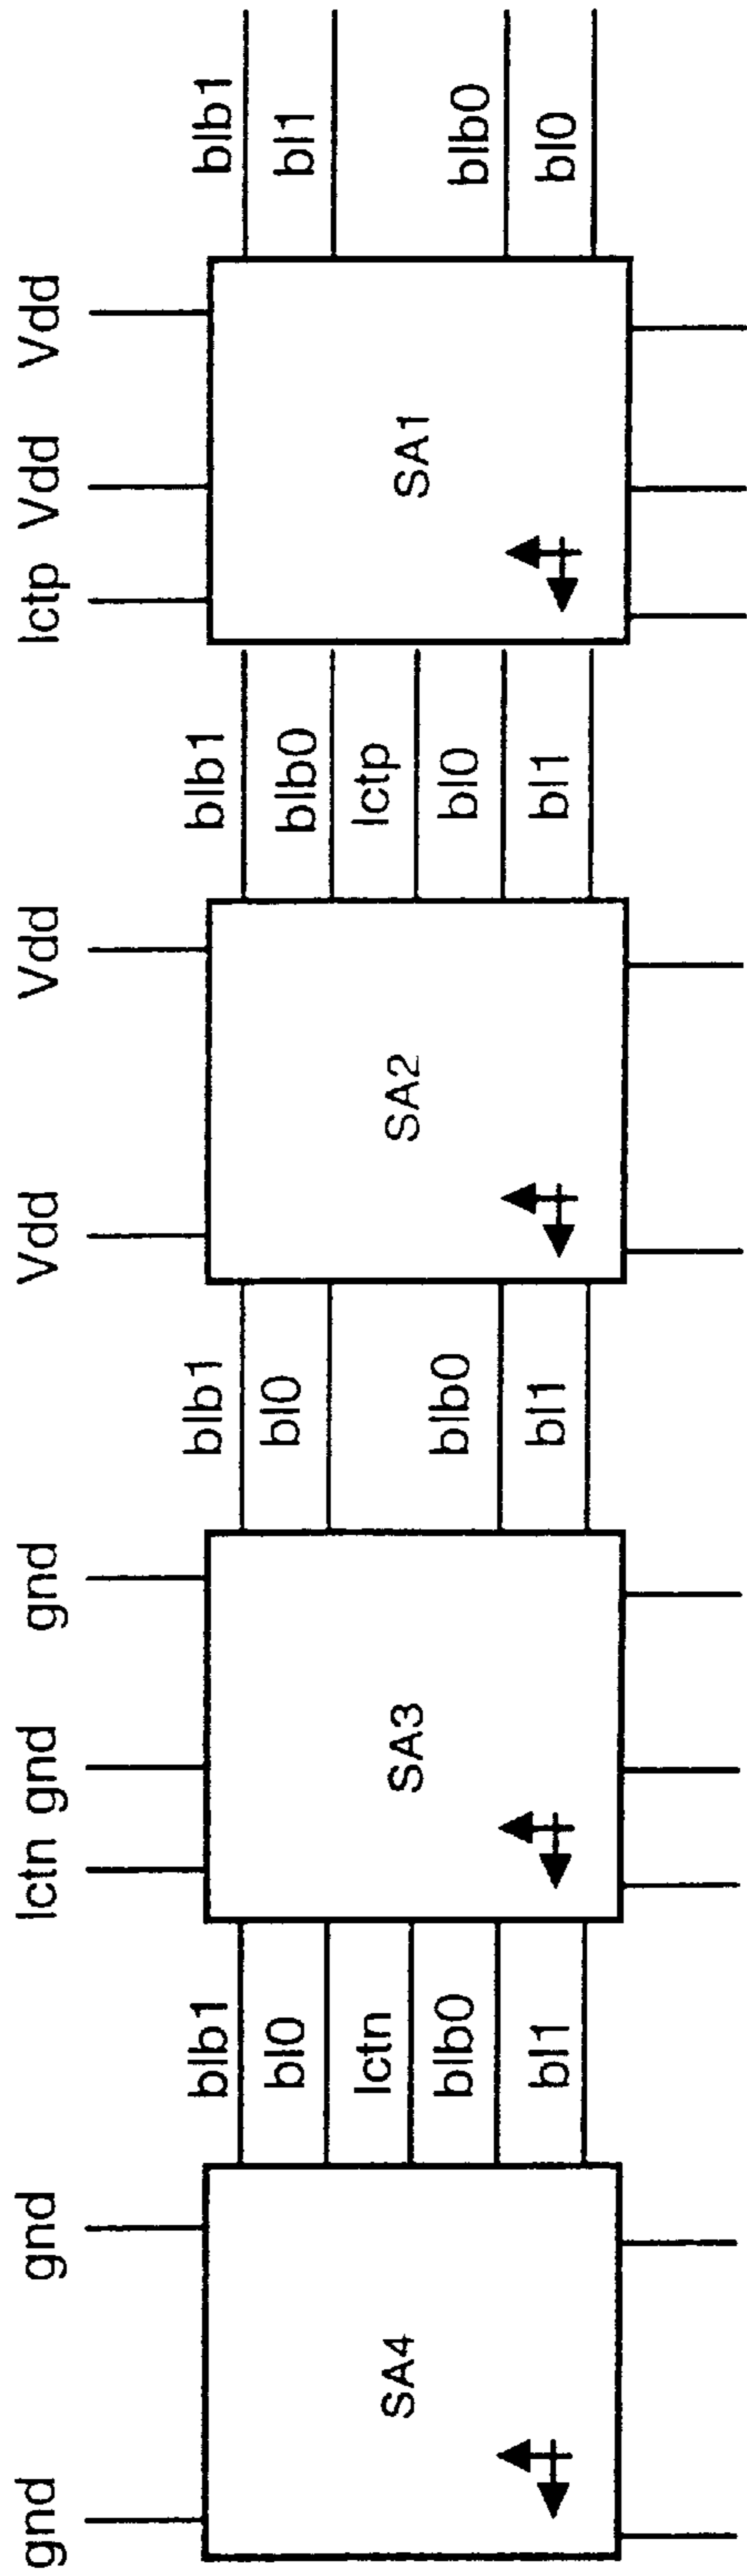 gnd
gnd
lctn
gnd
gnd
Vdd
Vdd
lctp
Vdd
Vdd
blb1
blb1
blb1
blb1
bl0
bl0
blb0
bl1
lctn
lctp
SA4
SA3
SA2
SA1
blb0
blb0
bl0
blb0
bl1
bl1
bl1
bl0